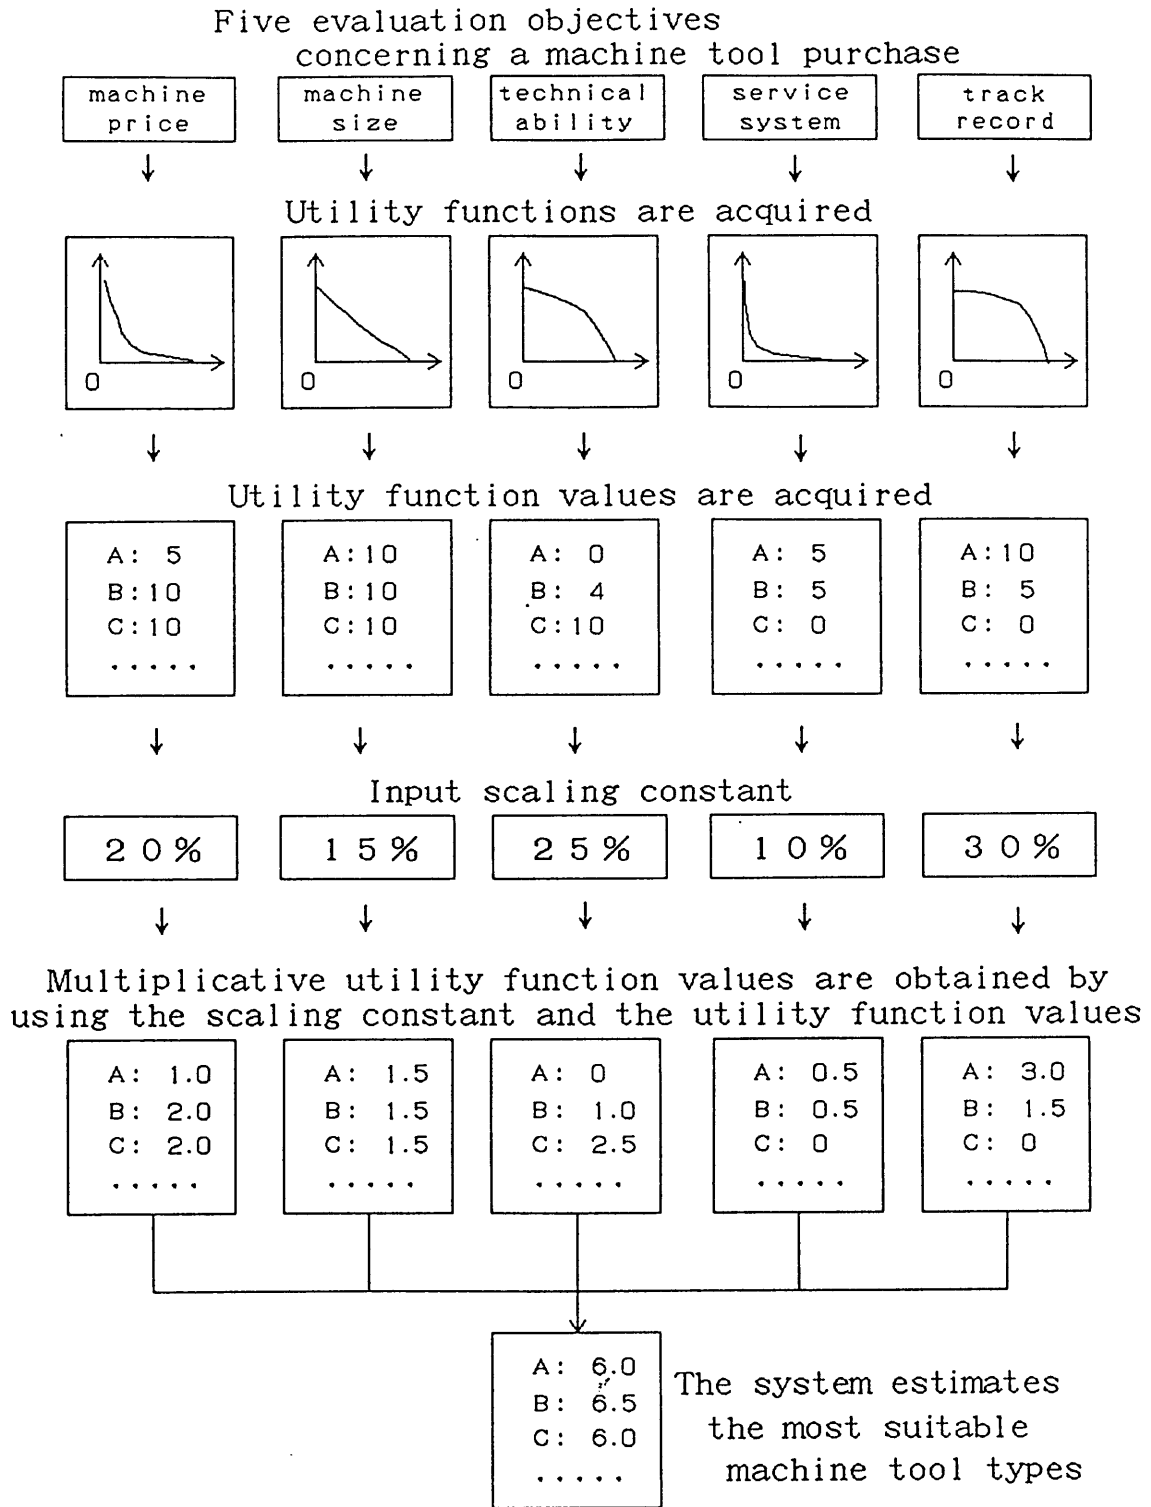 Five evaluation objectives
concerning a machine tool purchase
machine price
machine size
technical ability
service system
track record
Utility functions are acquired
0 0 0 0 0
Utility function values are acquired
A: 5 A:10 A: 0 A: 5 A:10
B:10 B:10 B: 4 B: 5 B: 5
C:10 C:10 C:10 C: 0 C: 0
..... ..... ..... ..... .....
Input scaling constant
20% 15% 25% 10% 30%
Multiplicative utility function values are obtained by
using the scaling constant and the utility function values
A: 1.0 A: 1.5 A: 0 A: 0.5 A: 3.0
B: 2.0 B: 1.5 B: 1.0 B: 0.5 B: 1.5
C: 2.0 C: 1.5 C: 2.5 C: 0 C: 0
..... ..... ..... ..... .....
A: 6.0
B: 6.5
C: 6.0
.....
The system estimates
the most suitable
machine tool types